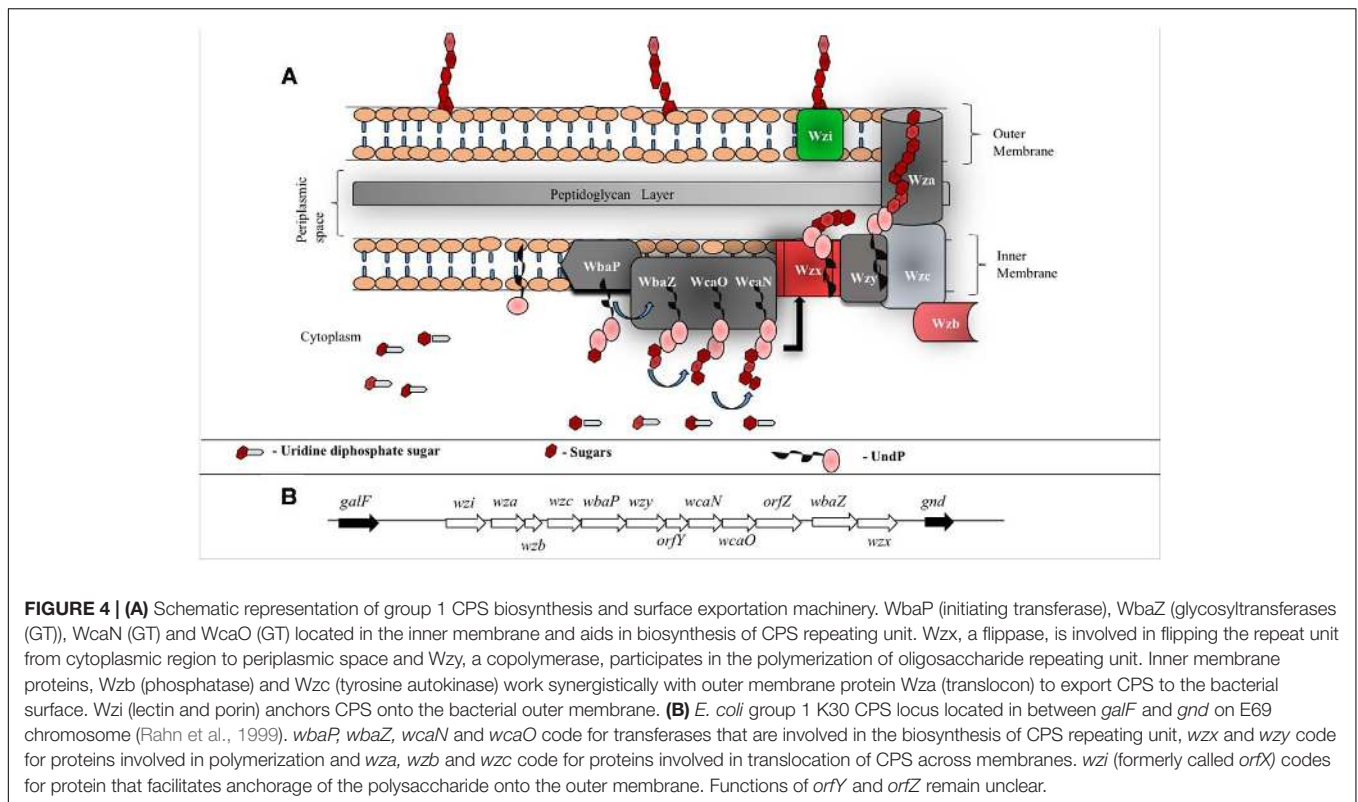 A
Wzi
Outer
Membrane
Wza
Periplasmic
space
Peptidoglycan Layer
WbaP
WbaZ WcaO WcaN
Wzx
Wzy
Wzc
Inner
Membrane
Wzb
Cytoplasm
- Uridine diphosphate sugar - Sugars - UndP
B
galF wzi wza wzc wbaP wzy wcaN orfZ wbaZ gnd
wzb orfY wcaO wzx
FIGURE 4 | (A) Schematic representation of group 1 CPS biosynthesis and surface exportation machinery. WbaP (initiating transferase), WbaZ (glycosyltransferases
(GT)), WcaN (GT) and WcaO (GT) located in the inner membrane and aids in biosynthesis of CPS repeating unit. Wzx, a flippase, is involved in flipping the repeat unit
from cytoplasmic region to periplasmic space and Wzy, a copolymerase, participates in the polymerization of oligosaccharide repeating unit. Inner membrane
proteins, Wzb (phosphatase) and Wzc (tyrosine autokinase) work synergistically with outer membrane protein Wza (translocon) to export CPS to the bacterial
surface. Wzi (lectin and porin) anchors CPS onto the bacterial outer membrane. (B) E. coli group 1 K30 CPS locus located in between galF and gnd on E69
chromosome (Rahn et al., 1999). wbaP, wbaZ, wcaN and wcaO code for transferases that are involved in the biosynthesis of CPS repeating unit, wzx and wzy code
for proteins involved in polymerization and wza, wzb and wzc code for proteins involved in translocation of CPS across membranes. wzi (formerly called orfX) codes
for protein that facilitates anchorage of the polysaccharide onto the outer membrane. Functions of orfY and orfZ remain unclear.